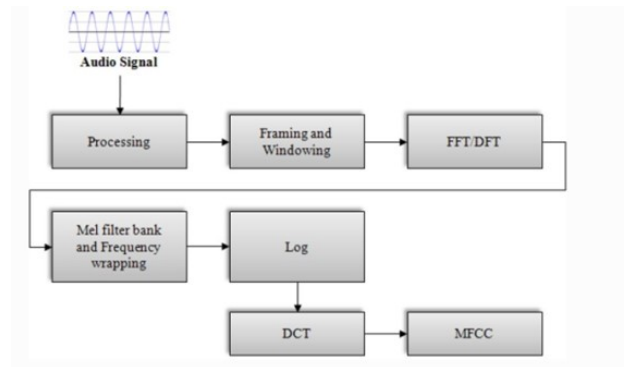 Audio Signal
Processing
Framing and
Windowing
FFT/DFT
Mel filter bank
and Frequency
wrapping
Log
DCT
MFCC